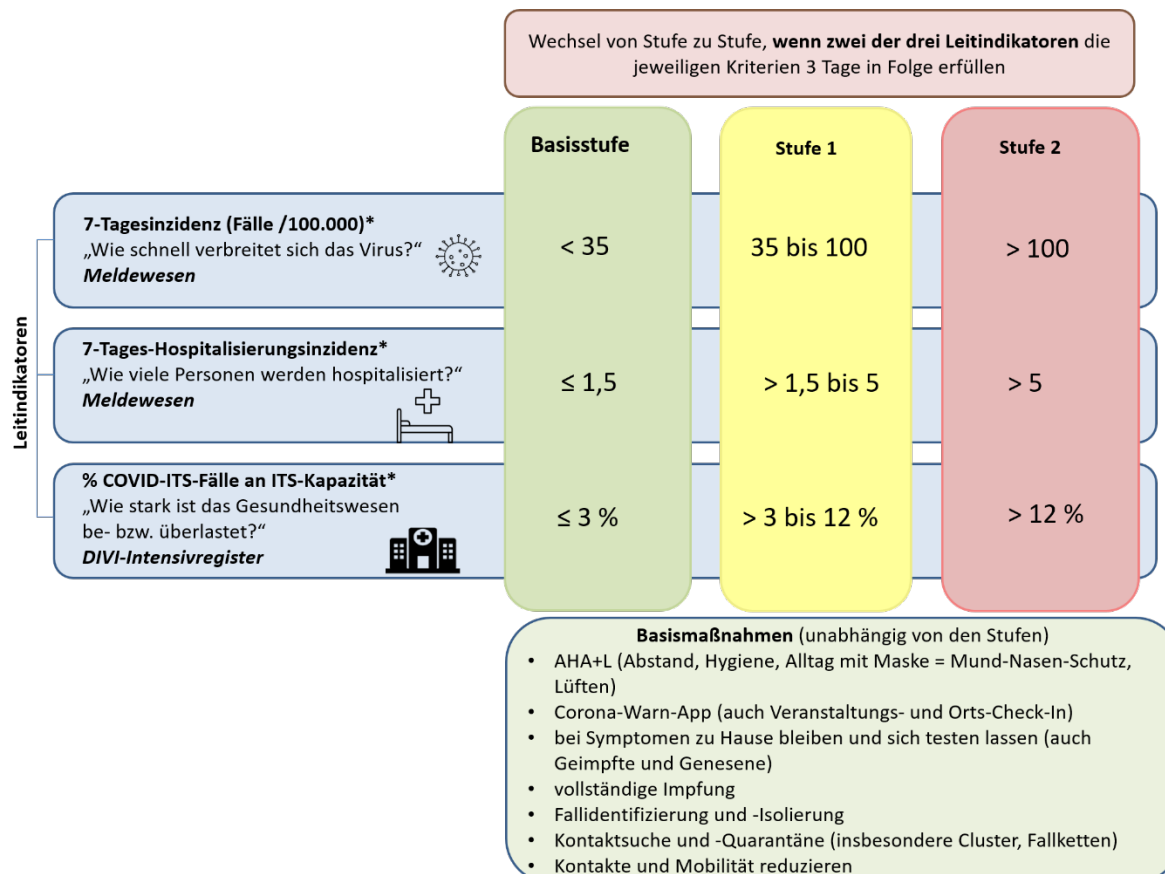 Wechsel von Stufe zu Stufe, wenn zwei der drei Leitindikatoren die
jeweiligen Kriterien 3 Tage in Folge erfüllen
Basisstufe
Stufe 1
Stufe 2
Leitindikatoren
7-Tagesinzidenz (Fälle /100.000)*
„Wie schnell verbreitet sich das Virus?“
Meldewesen
< 35
35 bis 100
> 100
7-Tages-Hospitalisierungsinzidenz*
„Wie viele Personen werden hospitalisiert?“
Meldewesen
≤ 1,5
> 1,5 bis 5
> 5
% COVID-ITS-Fälle an ITS-Kapazität*
„Wie stark ist das Gesundheitswesen
be- bzw. überlastet?“
DIVI-Intensivregister
≤ 3 %
> 3 bis 12 %
> 12 %
Basismaßnahmen (unabhängig von den Stufen)
• AHA+L (Abstand, Hygiene, Alltag mit Maske = Mund-Nasen-Schutz,
Lüften)
• Corona-Warn-App (auch Veranstaltungs- und Orts-Check-In)
• bei Symptomen zu Hause bleiben und sich testen lassen (auch
Geimpfte und Genesene)
• vollständige Impfung
• Fallidentifizierung und -Isolierung
• Kontaktsuche und -Quarantäne (insbesondere Cluster, Fallketten)
• Kontakte und Mobilität reduzieren